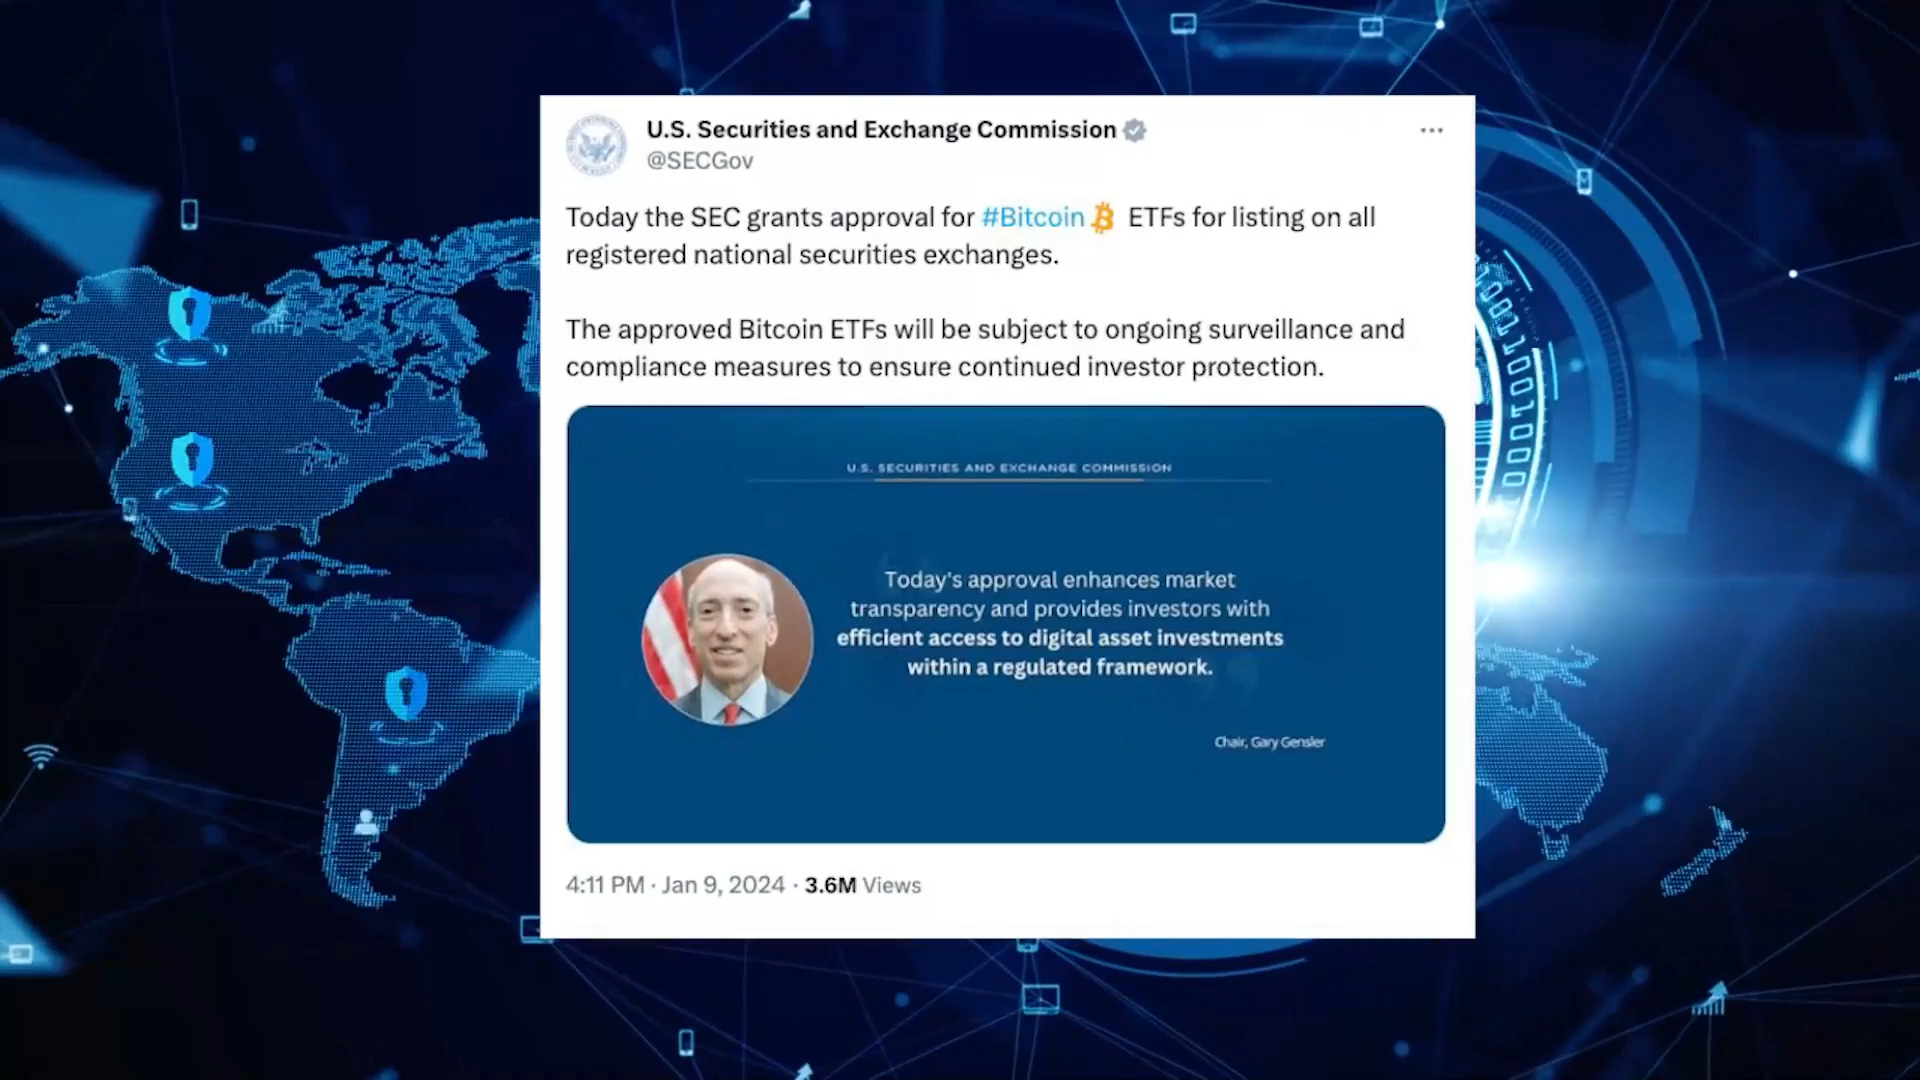 U.S. Securities and Exchange Commission
@SECGov
Today the SEC grants approval for #Bitcoin ETFs for listing on all
registered national securities exchanges.
The approved Bitcoin ETFs will be subject to ongoing surveillance and
compliance measures to ensure continued investor protection.
U.S. SECURITIES AND EXCHANGE COMMISSION
Today's approval enhances market
transparency and provides investors with
efficient access to digital asset investments
within a regulated framework.
Chair, Gary Gensler
4:11 PM · Jan 9, 2024 · 3.6M Views